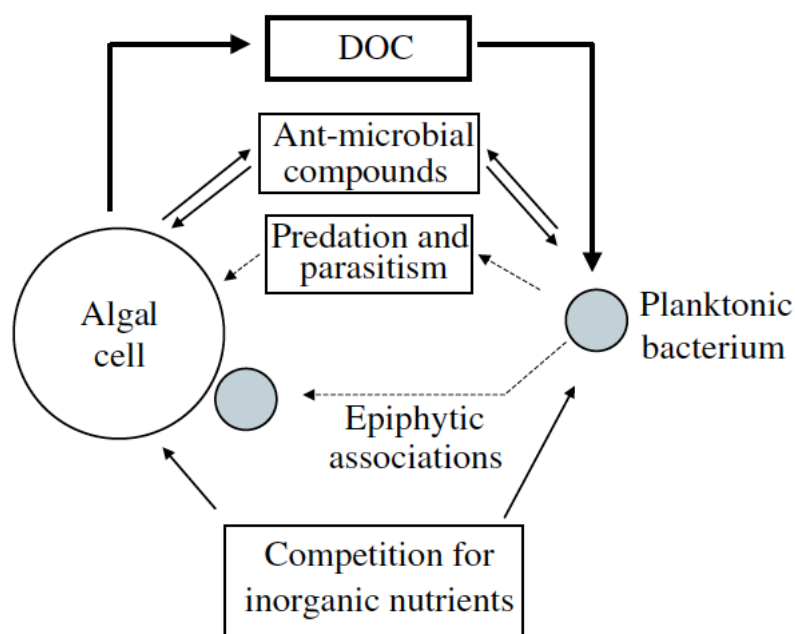 DOC
Ant-microbial
compounds
Predation and
parasitism
Algal
cell
Planktonic
bacterium
Epiphytic
associations
Competition for
inorganic nutrients